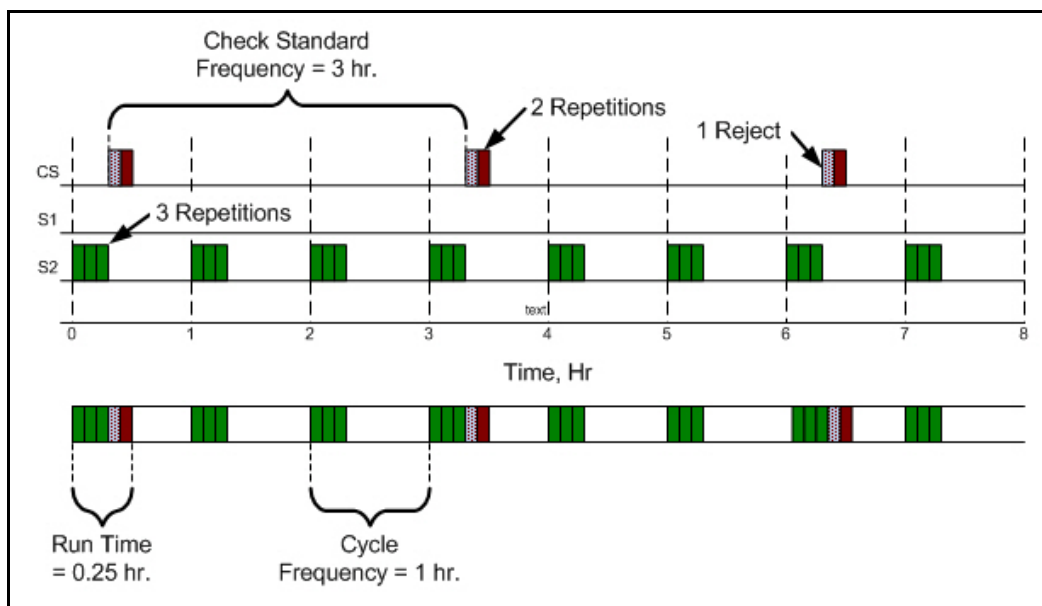 Check Standard
Frequency = 3 hr.
2 Repetitions
1 Reject
CS
3 Repetitions
S1
S2
text
0 1 2 3 4 5 6 7 8
Time, Hr
Run Time
= 0.25 hr.
Cycle
Frequency = 1 hr.